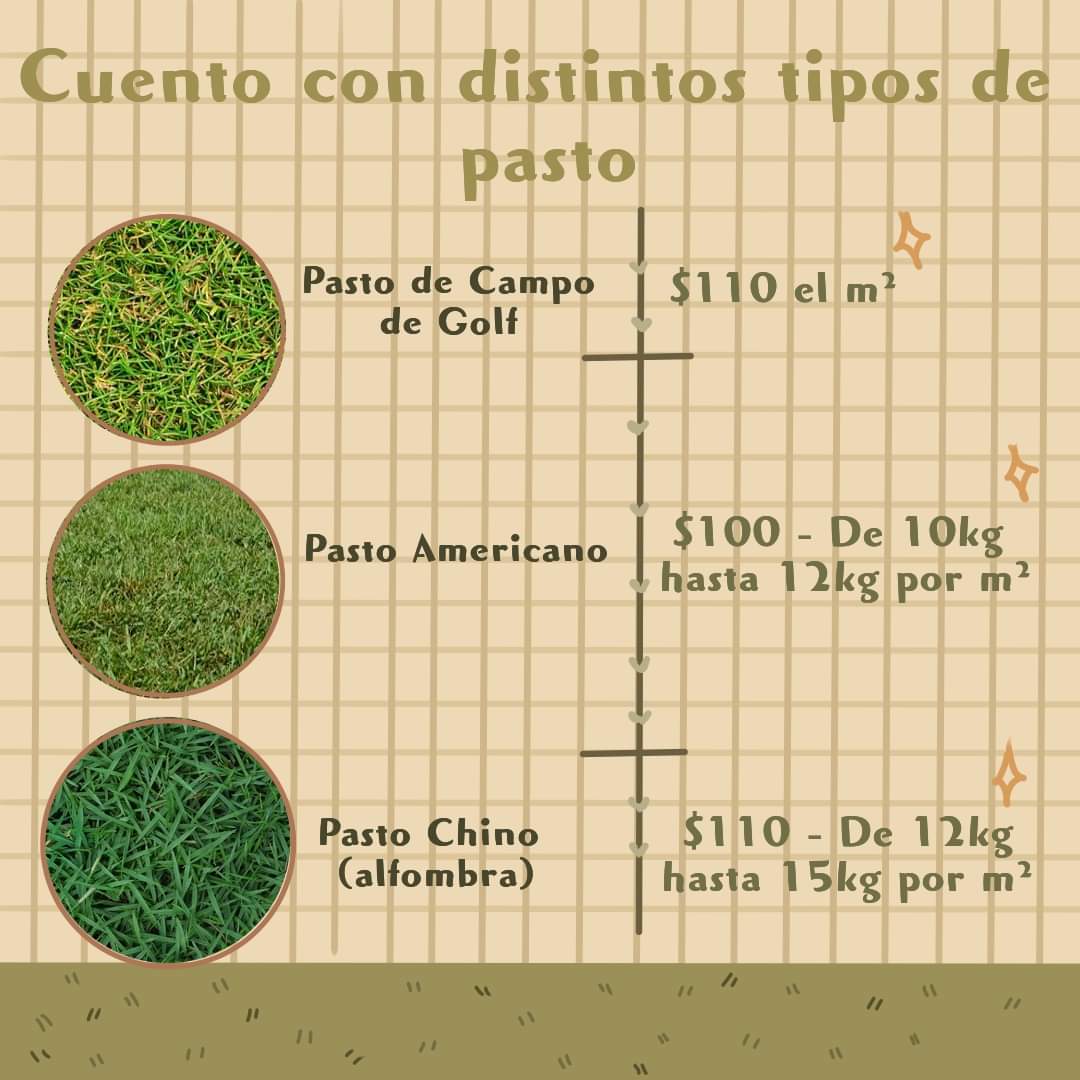 Cuento con distintos tipos de
pasto
Pasto de Campo
de Golf
$110 el m²
Pasto Americano
$100 - De 10kg
hasta 12kg por m²
Pasto Chino
(alfombra)
$110 - De 12kg
hasta 15kg por m²